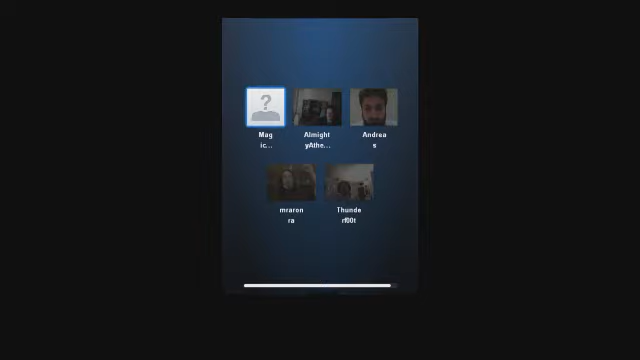 Mag
ic...
Almight
yAthe...
Andrea
s
mraron
ra
Thunde
rf00t